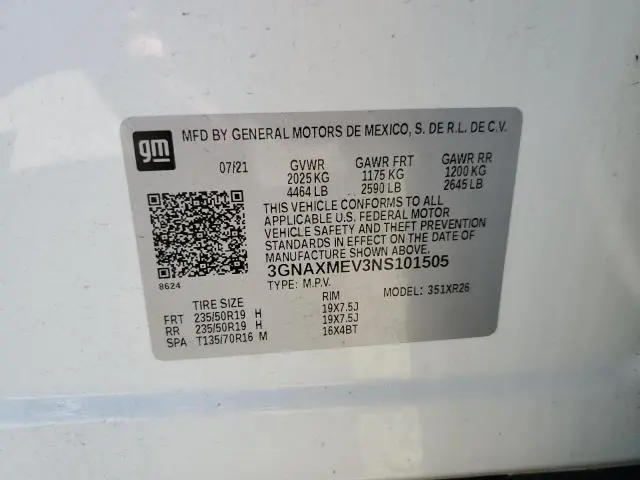 gm MFD BY GENERAL MOTORS DE MEXICO, S. DE R.L. DE C.V.
07/21 GVWR GAWR FRT GAWR RR
2025 KG 1175 KG 1200 KG
4464 LB 2590 LB 2645 LB
THIS VEHICLE CONFORMS TO ALL
APPLICABLE U.S. FEDERAL MOTOR
VEHICLE SAFETY AND THEFT PREVENTION
STANDARDS IN EFFECT ON THE DATE OF
MANUFACTURE SHOWN ABOVE.
3GNAXMEV3NS101505
8624 TYPE: M.P.V. MODEL: 351XR26
TIRE SIZE RIM
FRT 235/50R19 H 19X7.5J
RR 235/50R19 H 19X7.5J
SPA T135/70R16 M 16X4BT